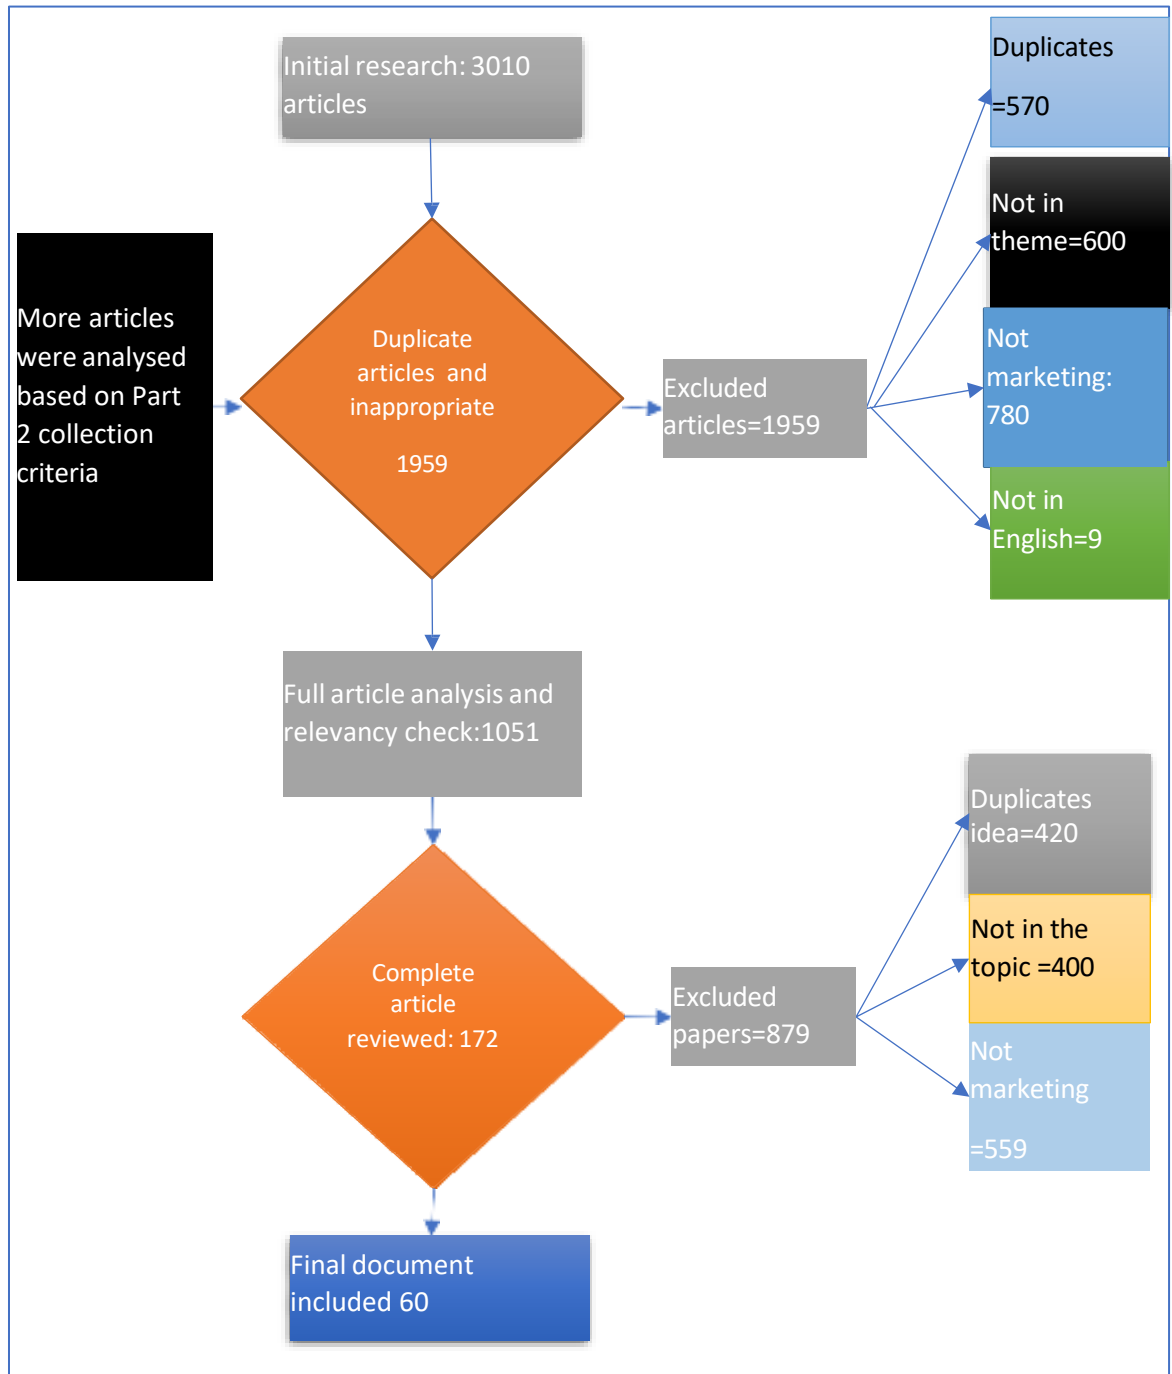 Initial research: 3010
articles
Duplicates
=570
Not in
theme=600
More articles
were analysed
based on Part
2 collection
criteria
Duplicate
articles and
inappropriate
1959
Excluded
articles=1959
Not
marketing:
780
Not in
English=9
Full article analysis and
relevancy check:1051
Duplicates
idea=420
Not in the
topic =400
Complete
article
reviewed: 172
Excluded
papers=879
Not
marketing
=559
Final document
included 60